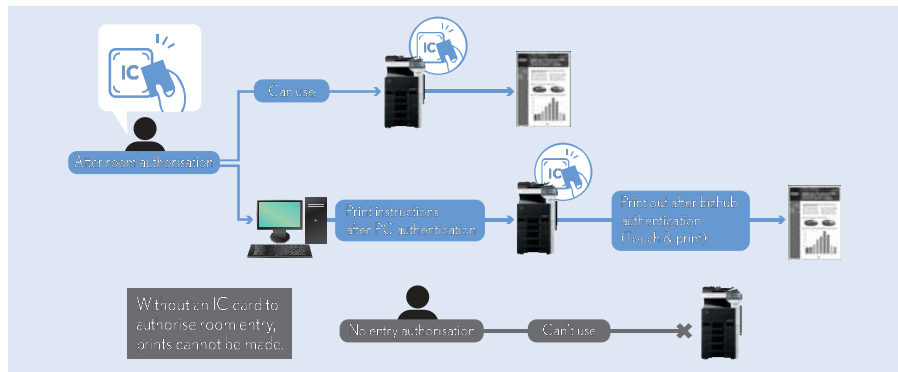 IC
IC
Can use
After room authorisation
IC
Print instructions
after PC authentication
Print out after bizhub
authentication
(Touch & print)
Without an IC card to
authorise room entry,
prints cannot be made.
No entry authorisation
Can't use